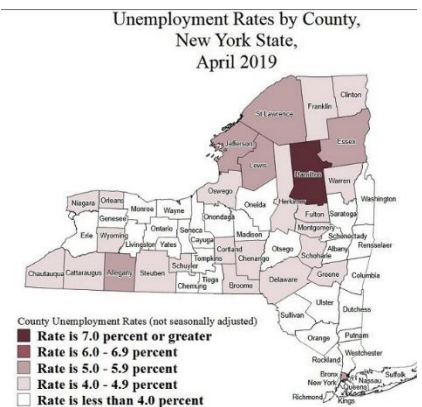 Unemployment Rates by County,
New York State,
April 2019
Clinton
Franklin
St.Lawrence
Jefferson
Essex
Lewis
Hamilton
Warren
Washington
Oswego
Herkimer
Oneida
Niagara
Orleans
Monroe
Wayne
Fulton
Saratoga
Genesee
Onondaga
Montgomery
Ontario
Seneca
Cayuga
Madison
Schenectady
Erie
Wyoming
Livingston
Yates
Otsego
Schoharie
Albany
Rensselaer
Cortland
Chenango
Tompkins
Schuyler
Chautauqua
Cattaraugus
Allegany
Steuben
Chemung
Tioga
Broome
Delaware
Greene
Columbia
Ulster
Dutchess
Sullivan
Orange
Putnam
Rockland
Westchester
Bronx
New York
Nassau
Suffolk
Queens
Richmond
Kings
County Unemployment Rates (not seasonally adjusted)
Rate is 7.0 percent or greater
Rate is 6.0 - 6.9 percent
Rate is 5.0 - 5.9 percent
Rate is 4.0 - 4.9 percent
Rate is less than 4.0 percent